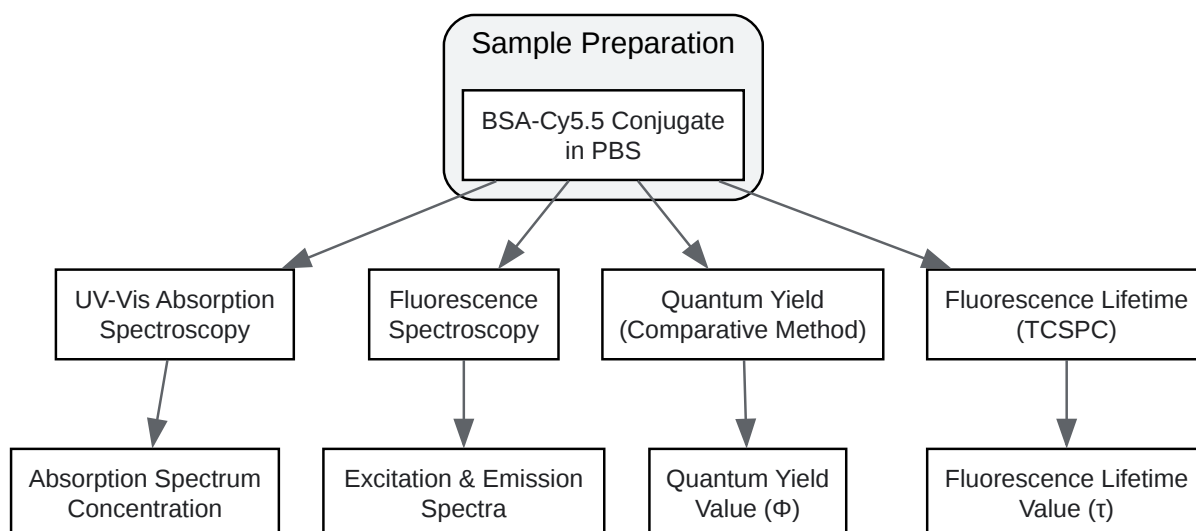 Sample Preparation
BSA-Cy5.5 Conjugate
in PBS
UV-Vis Absorption
Spectroscopy
Fluorescence
Spectroscopy
Quantum Yield
(Comparative Method)
Fluorescence Lifetime
(TCSPC)
Absorption Spectrum
Concentration
Excitation & Emission
Spectra
Quantum Yield
Value (Φ)
Fluorescence Lifetime
Value (τ)